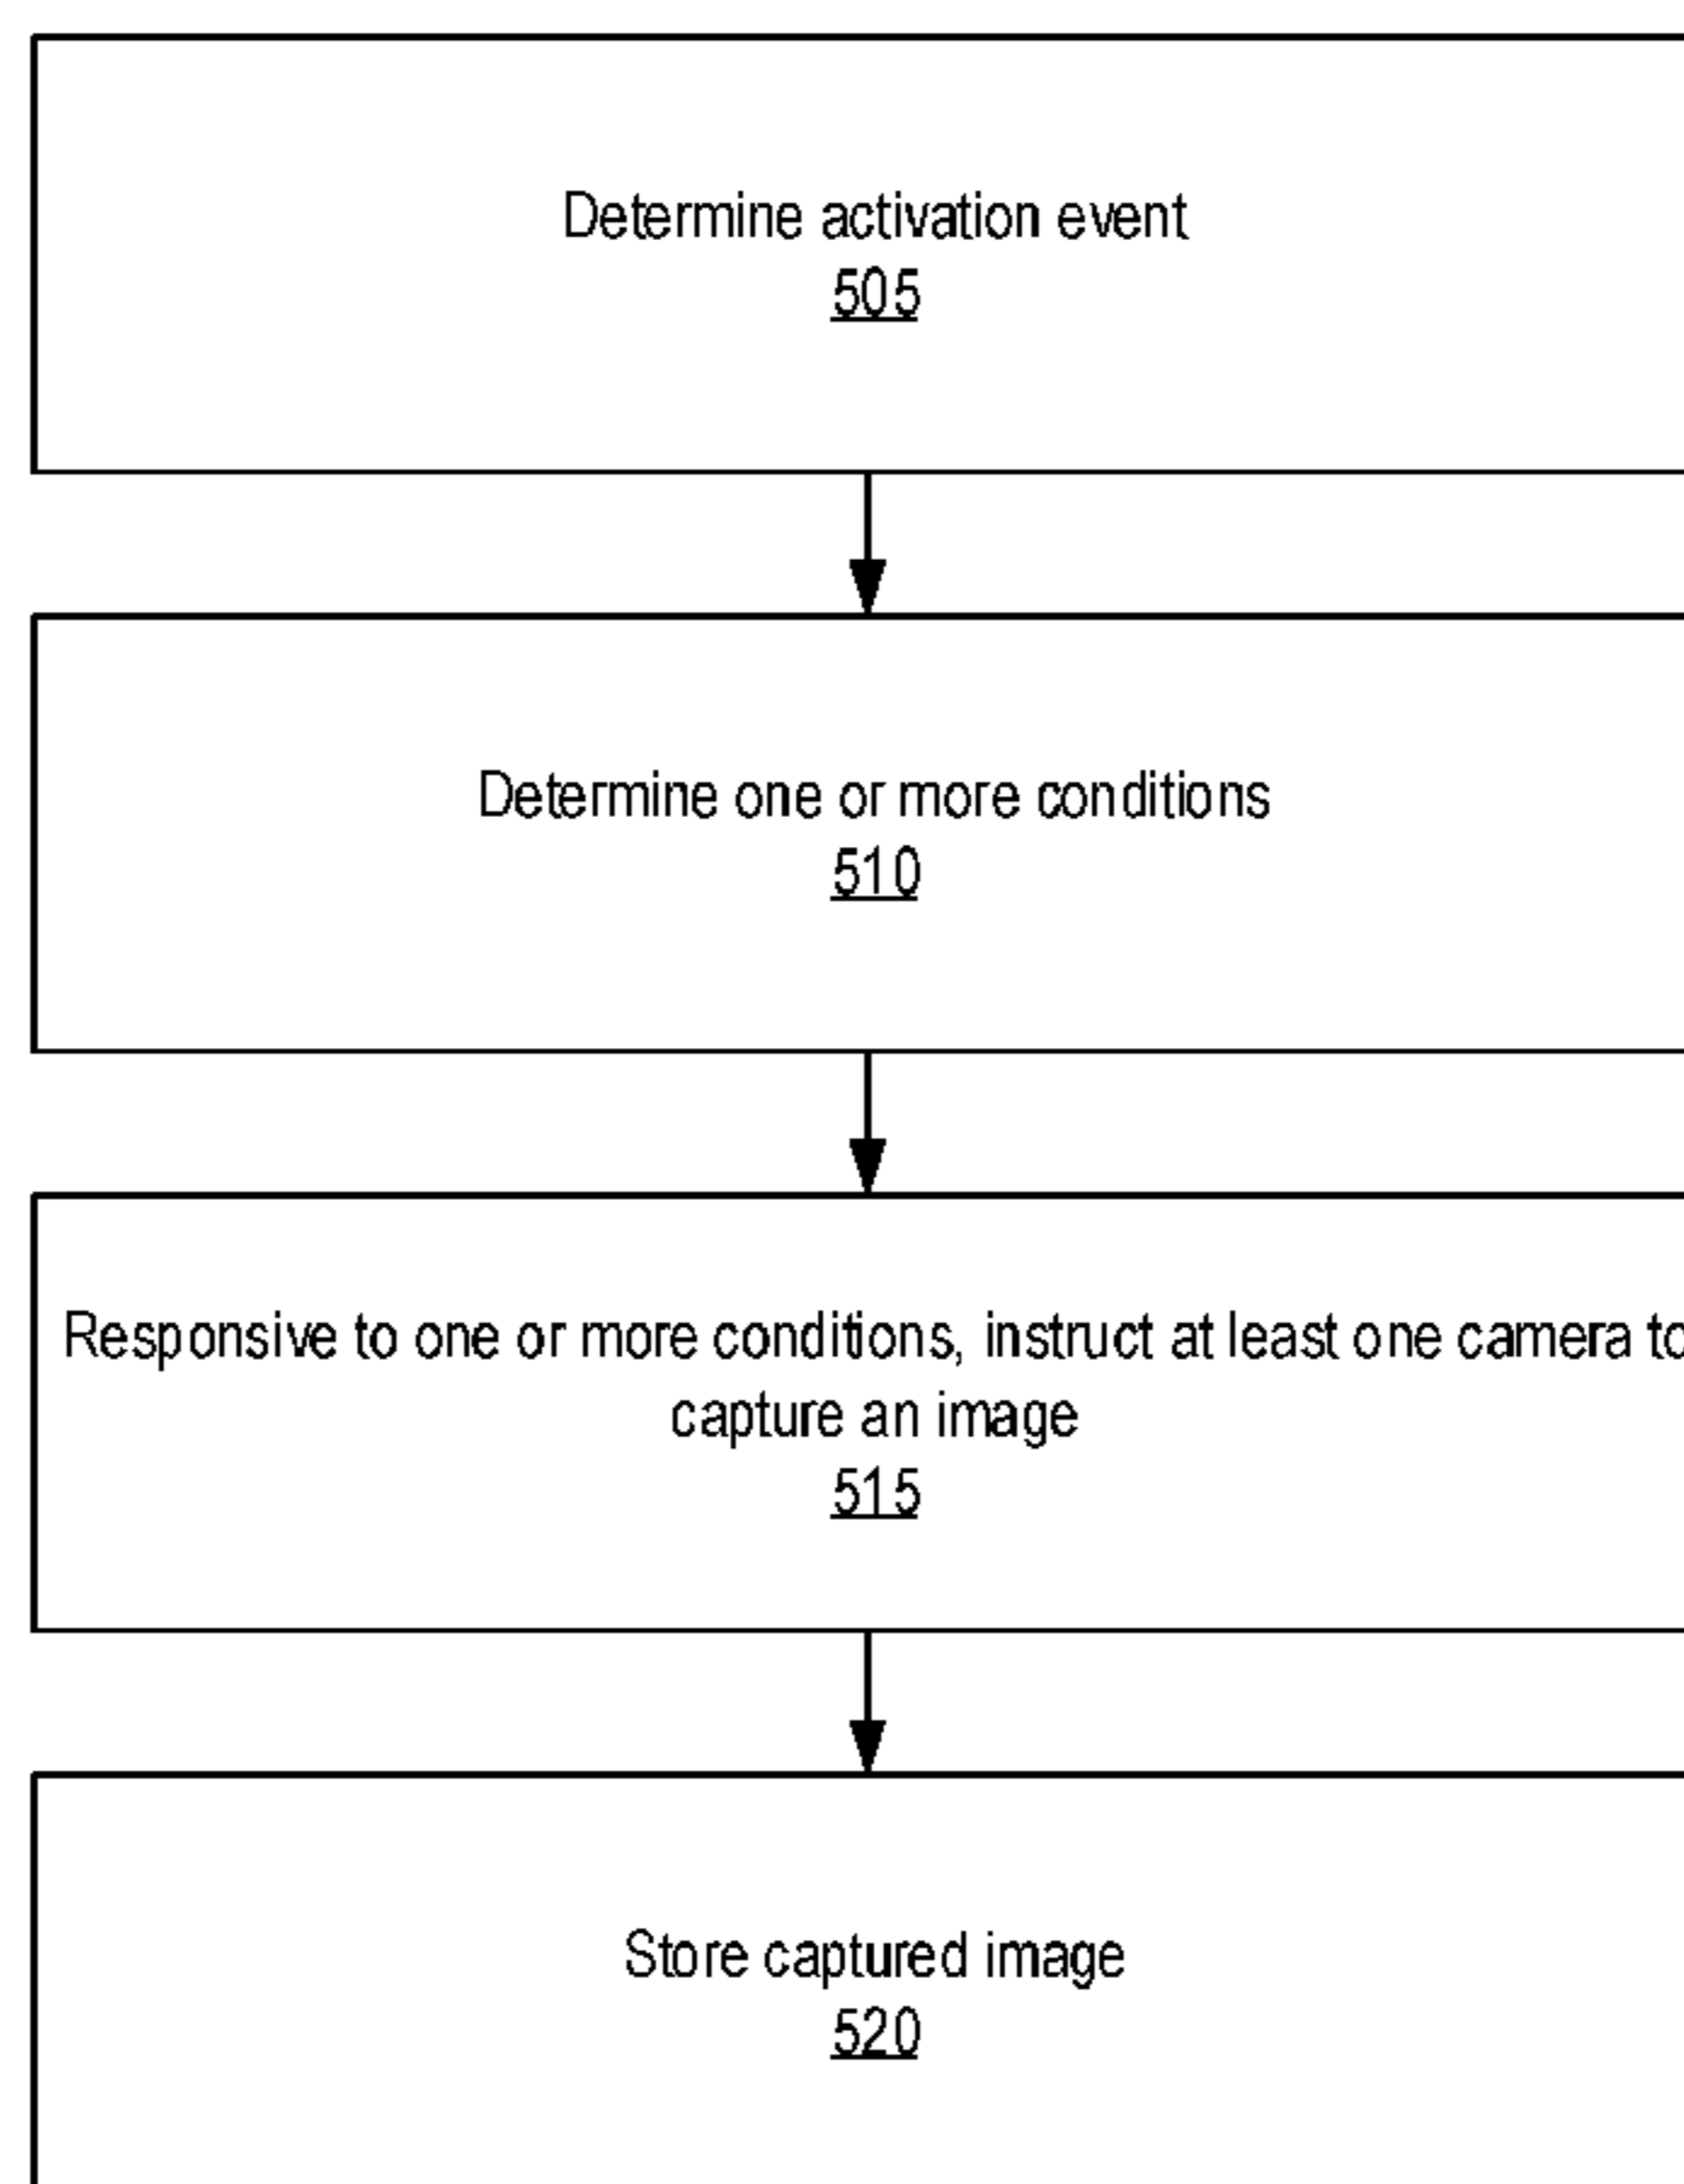 Determine activation event
505
Determine one or more conditions
510
Responsive to one or more conditions, instruct at least one camera to
capture an image
515
Store captured image
520